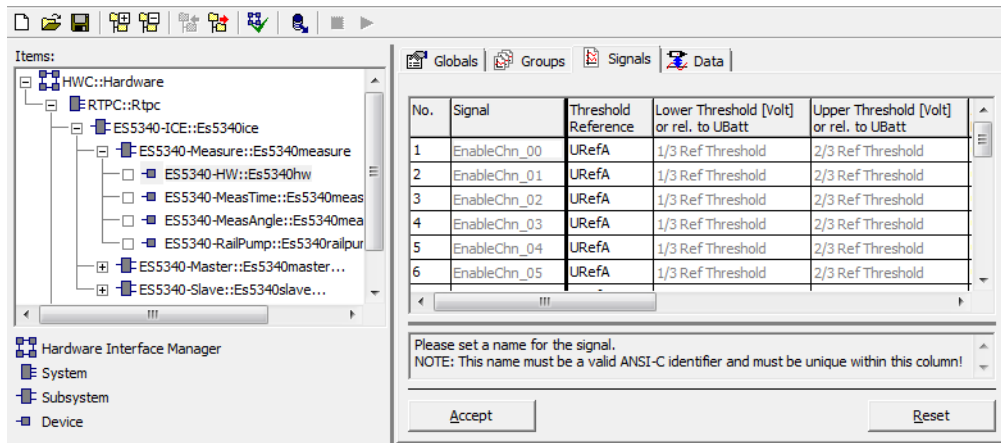 Items:
HWC::Hardware
RTPC::Rtpc
ES5340-ICE::Es5340ice
ES5340-Measure::Es5340measure
ES5340-HW::Es5340hw
ES5340-MeasTime::Es5340meas
ES5340-MeasAngle::Es5340mea
ES5340-RailPump::Es5340railpur
ES5340-Master::Es5340master...
ES5340-Slave::Es5340slave...
Hardware Interface Manager
System
Subsystem
Device
Globals Groups Signals Data
No. Signal Threshold Reference Lower Threshold [Volt] or rel. to UBatt Upper Threshold [Volt] or rel. to UBatt
1 EnableChn_00 URefA 1/3 Ref Threshold 2/3 Ref Threshold
2 EnableChn_01 URefA 1/3 Ref Threshold 2/3 Ref Threshold
3 EnableChn_02 URefA 1/3 Ref Threshold 2/3 Ref Threshold
4 EnableChn_03 URefA 1/3 Ref Threshold 2/3 Ref Threshold
5 EnableChn_04 URefA 1/3 Ref Threshold 2/3 Ref Threshold
6 EnableChn_05 URefA 1/3 Ref Threshold 2/3 Ref Threshold
Please set a name for the signal.
NOTE: This name must be a valid ANSI-C identifier and must be unique within this column!
Accept Reset